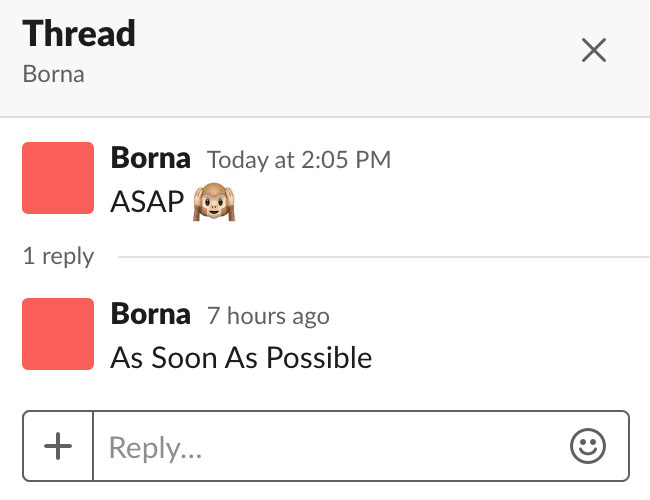 Thread
Borna
Borna Today at 2:05 PM
ASAP 🙉
1 reply
Borna 7 hours ago
As Soon As Possible
Reply...